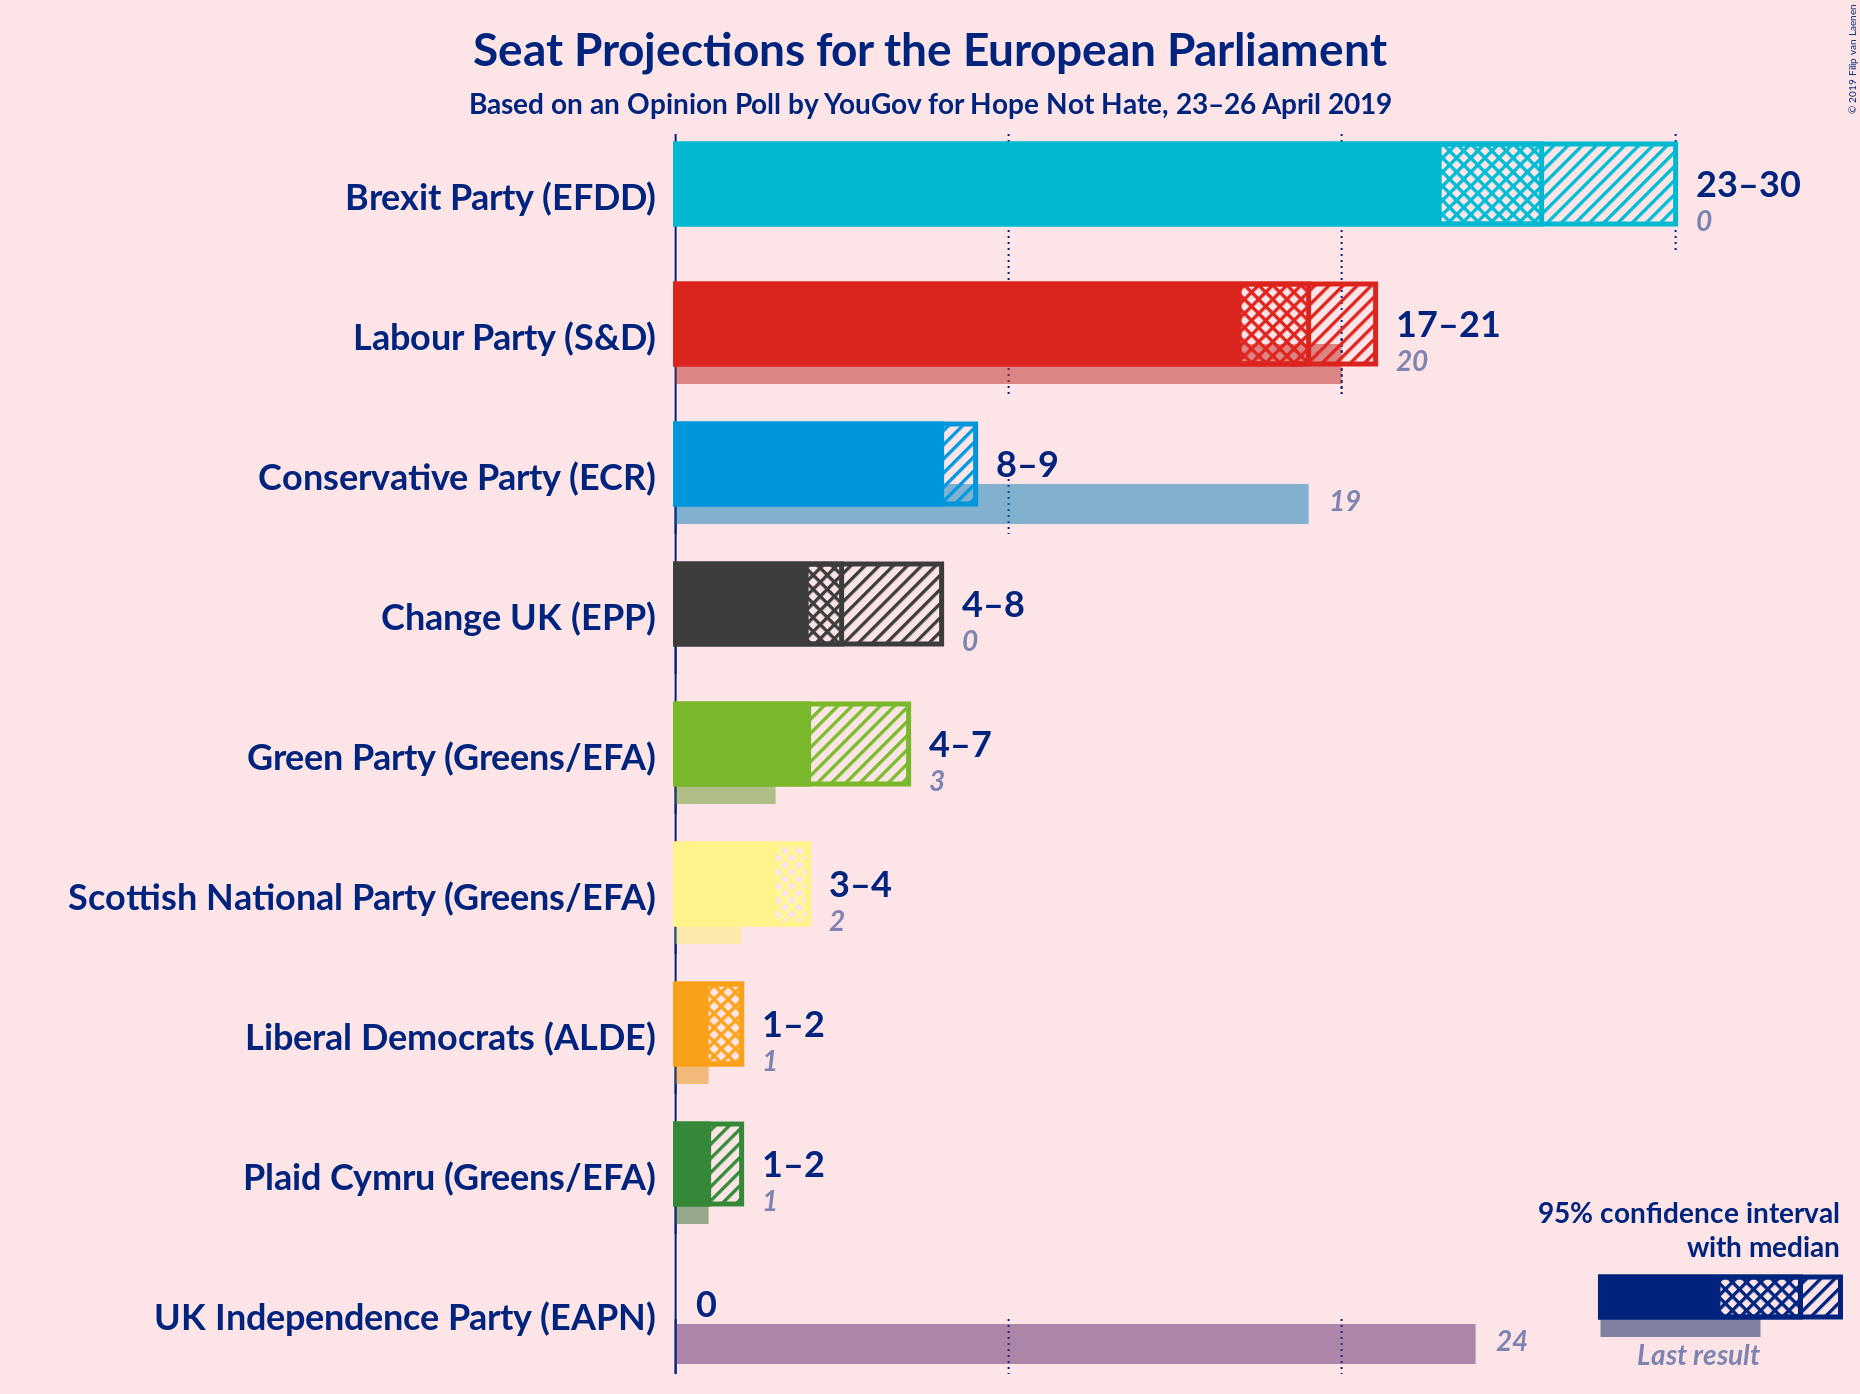 Seat Projections for the European Parliament
Based on an Opinion Poll by YouGov for Hope Not Hate, 23–26 April 2019
© 2019 Filip van Laenen
Brexit Party (EFDD)
23–30
0
Labour Party (S&D)
17–21
20
Conservative Party (ECR)
8–9
19
Change UK (EPP)
4–8
0
Green Party (Greens/EFA)
4–7
3
Scottish National Party (Greens/EFA)
3–4
2
Liberal Democrats (ALDE)
1–2
1
Plaid Cymru (Greens/EFA)
1–2
1
UK Independence Party (EAPN)
0
24
95% confidence interval
with median
Last result